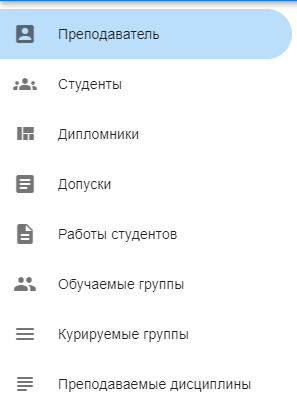 Преподаватель
Студенты
Дипломники
Допуски
Работы студентов
Обучаемые группы
Курируемые группы
Преподаваемые дисциплины